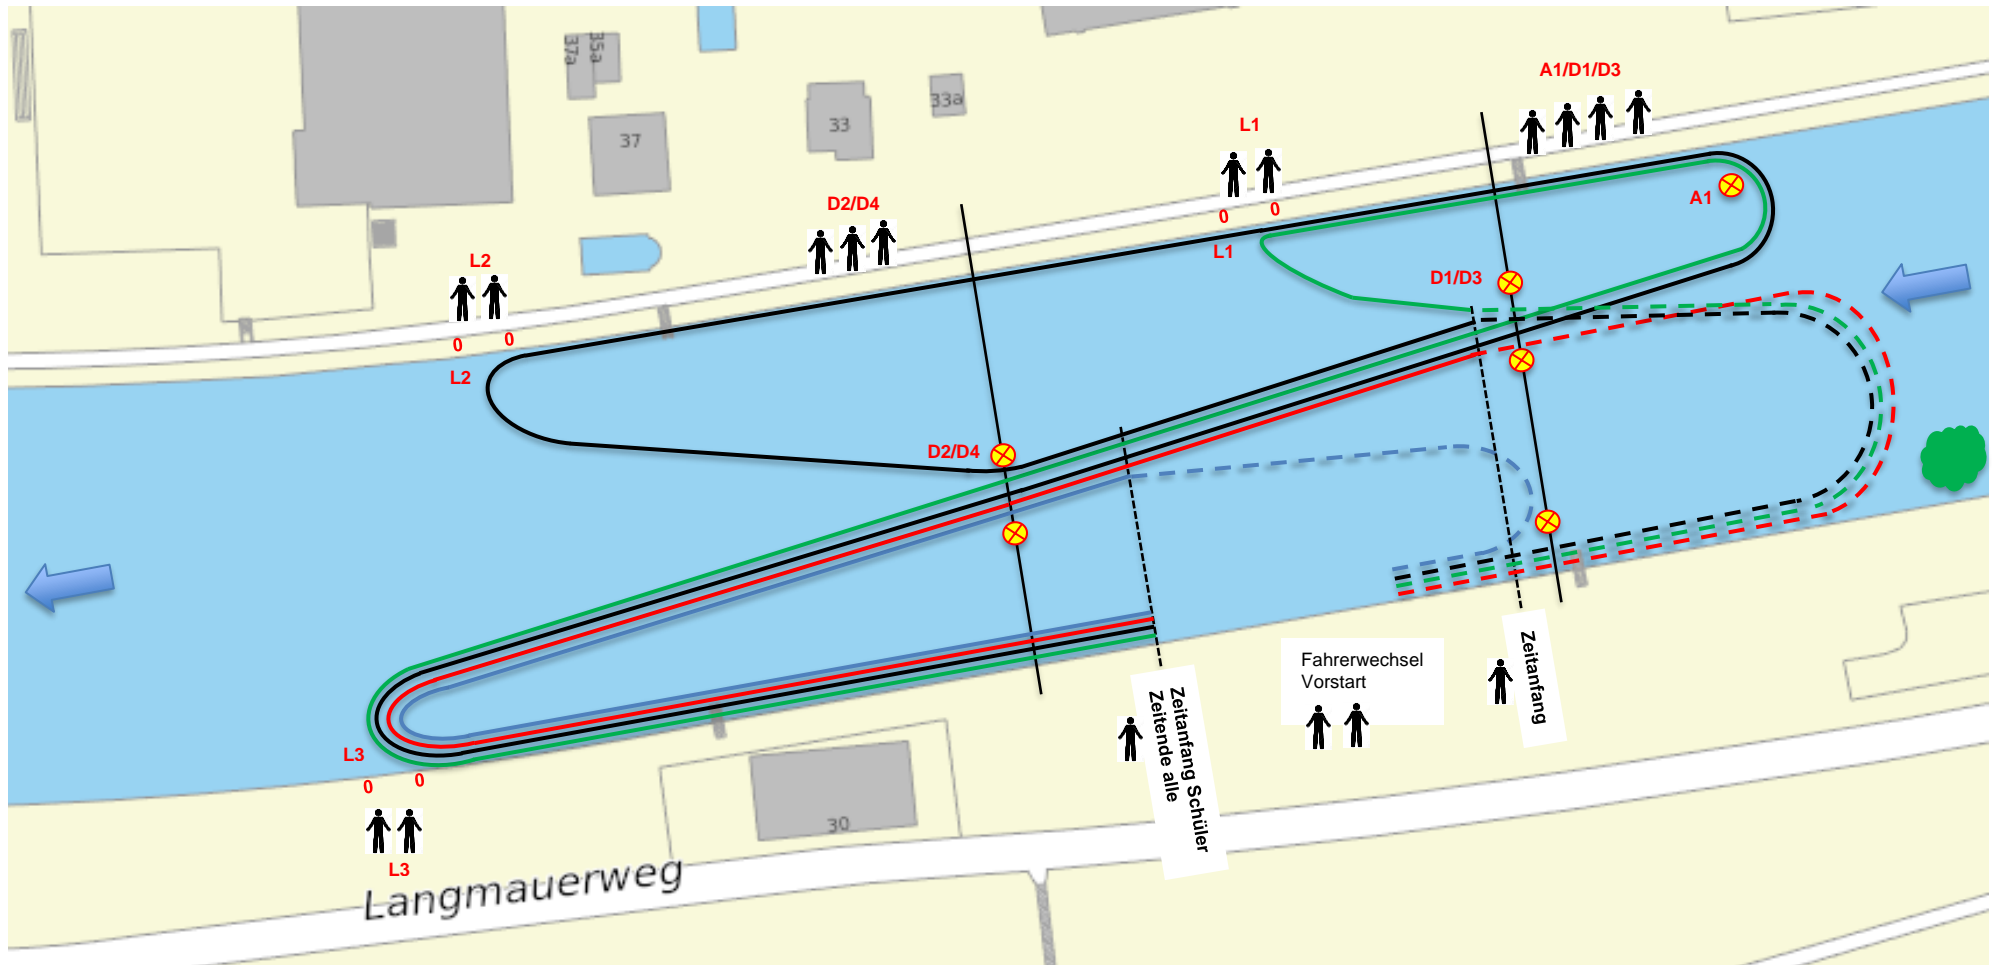 A1/D1/D3
37a
35a
33a
33
37
L1
0
0
L1
D2/D4
A1
L2
0
0
L2
D1/D3
D2/D4
Fahrerwechsel
Vorstart
Zeitanfang
Zeitanfang Schüler
Zeitende alle
L3
0
0
L3
30
Langmauerweg